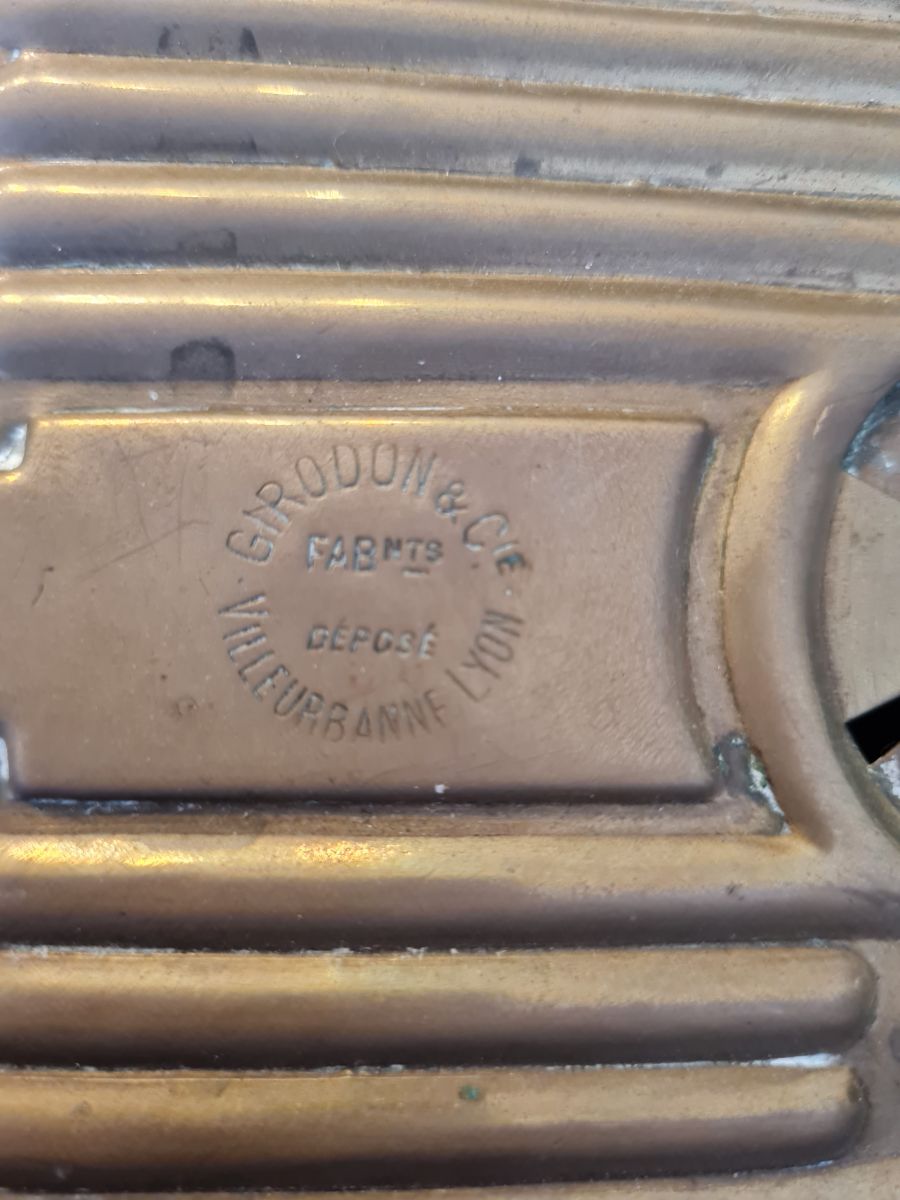 GIRODON & CIE
FABNTS
DÉPOSÉ
VILLEURBANNE LYON